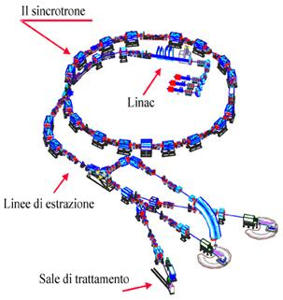 Il sincrotrone
Linac
Linee di estrazione
Sale di trattamento